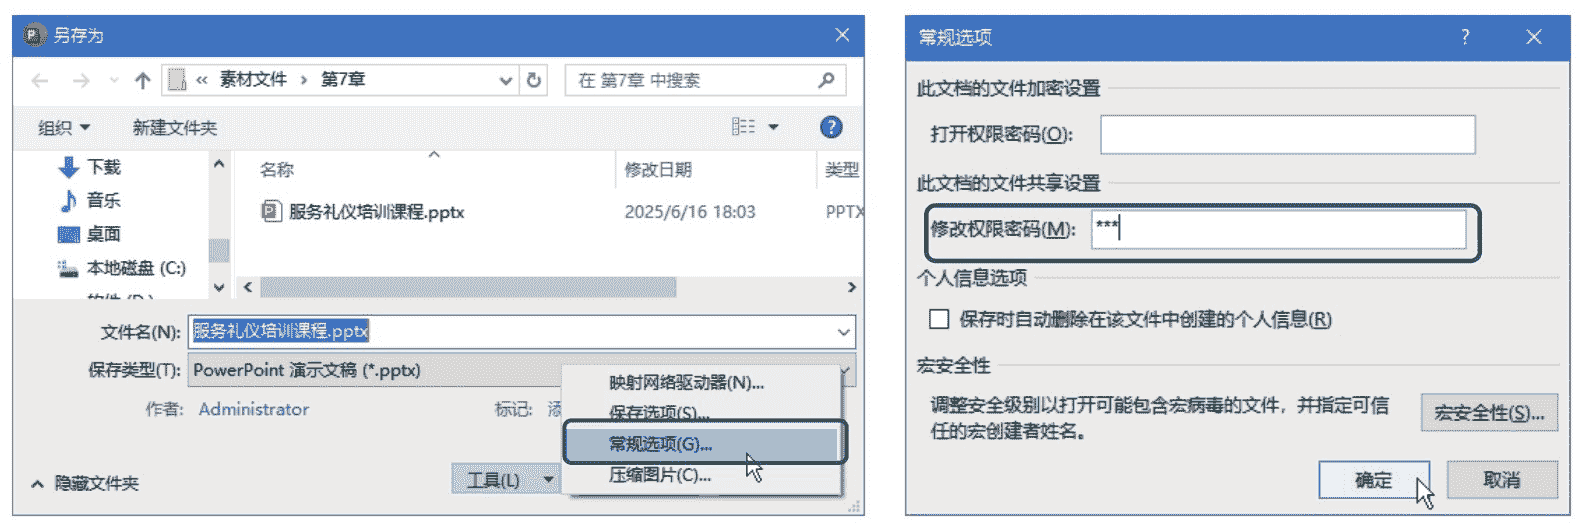 另存为
« 素材文件 › 第7章
在 第7章 中搜索
组织
新建文件夹
下载
音乐
桌面
本地磁盘 (C:)
名称
修改日期
类型
服务礼仪培训课程.pptx
2025/6/16 18:03
PPTX
文件名(N):
服务礼仪培训课程.pptx
保存类型(T):
PowerPoint 演示文稿 (*.pptx)
作者:
Administrator
标记:
映射网络驱动器(N)...
保存选项(S)...
常规选项(G)...
压缩图片(C)...
隐藏文件夹
工具(L)
常规选项
?
此文档的文件加密设置
打开权限密码(O):
此文档的文件共享设置
修改权限密码(M):
***
个人信息选项
保存时自动删除在该文件中创建的个人信息(R)
宏安全性
调整安全级别以打开可能包含宏病毒的文件，并指定可信
任的宏创建者姓名。
宏安全性(S)...
确定
取消